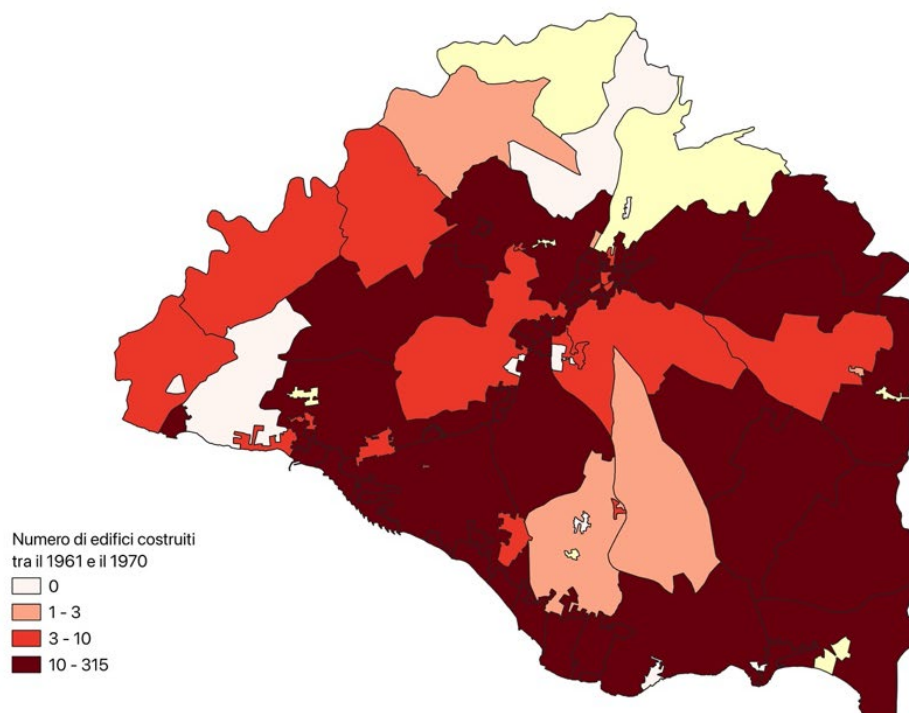 Numero di edifici costruiti
tra il 1961 e il 1970
0
1 - 3
3 - 10
10 - 315